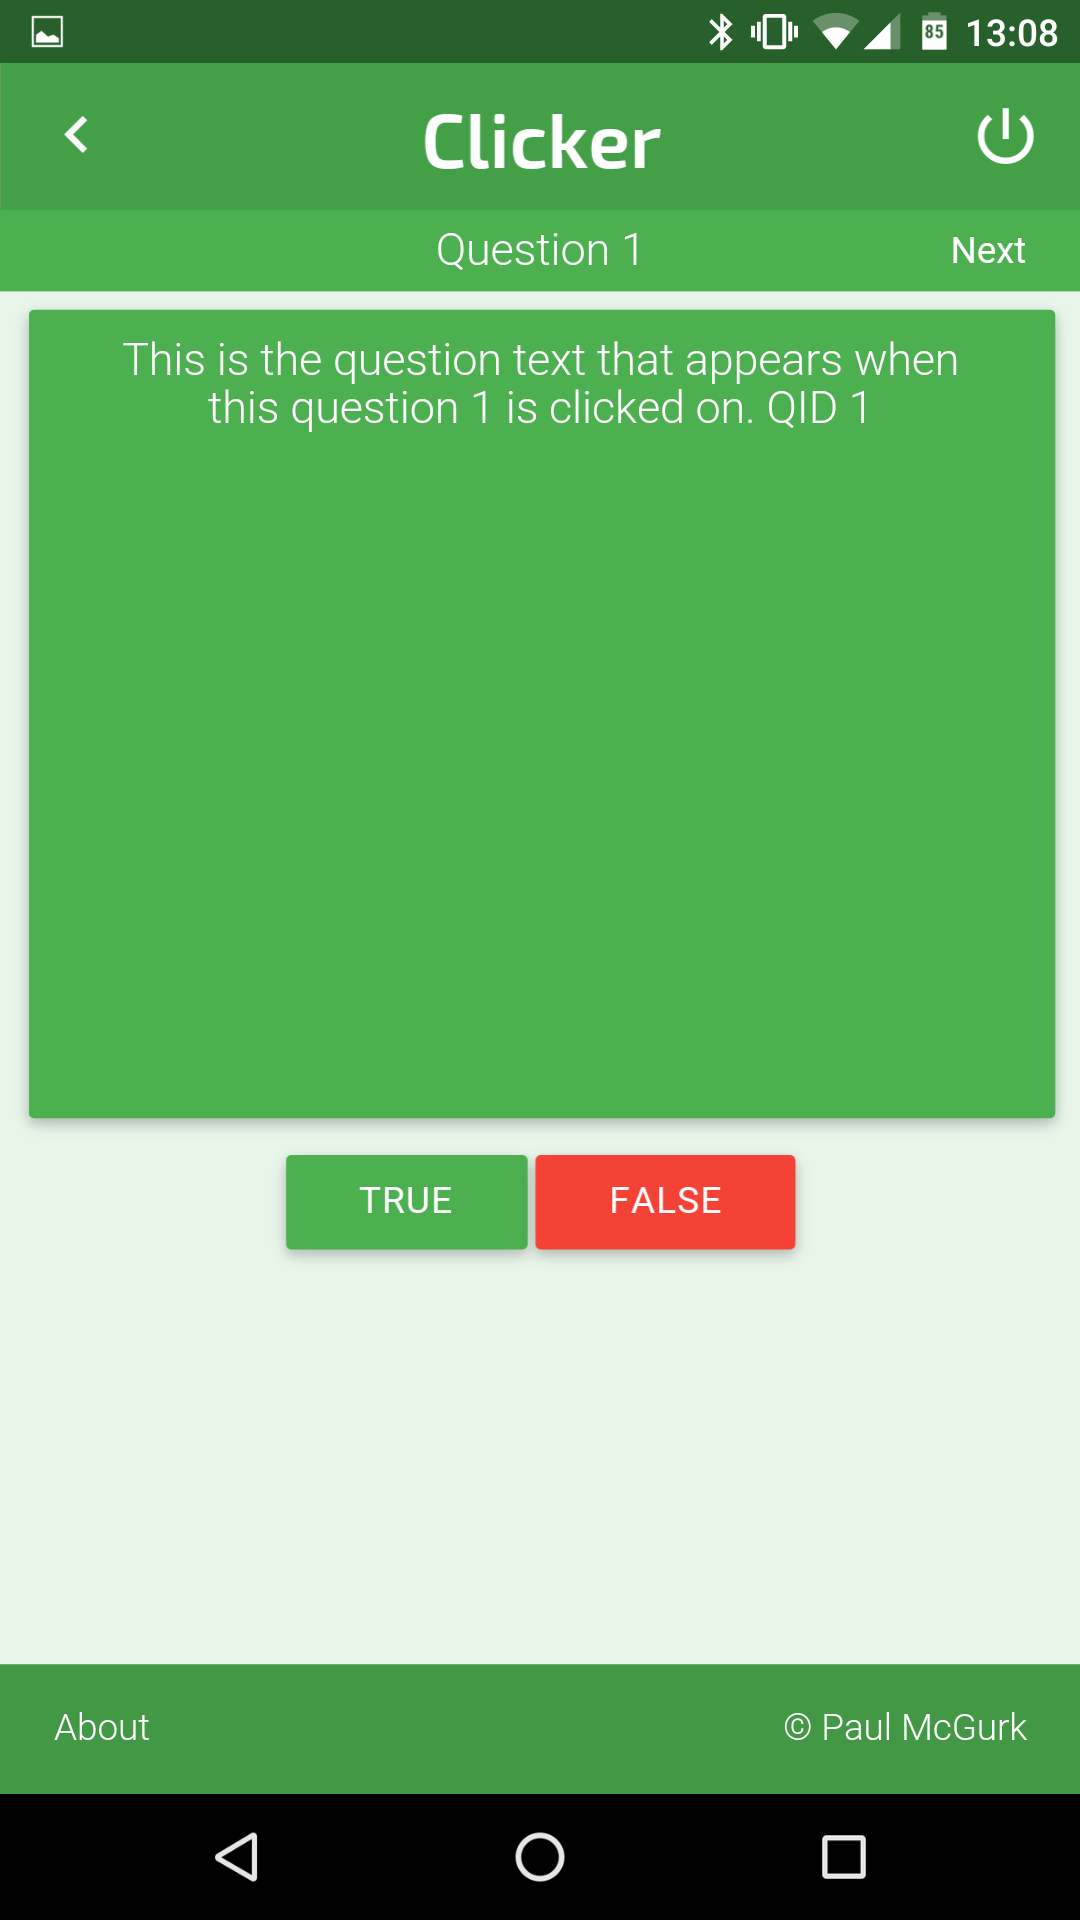 85 13:08
Clicker
Question 1 Next
This is the question text that appears when
this question 1 is clicked on. QID 1
TRUE FALSE
About © Paul McGurk